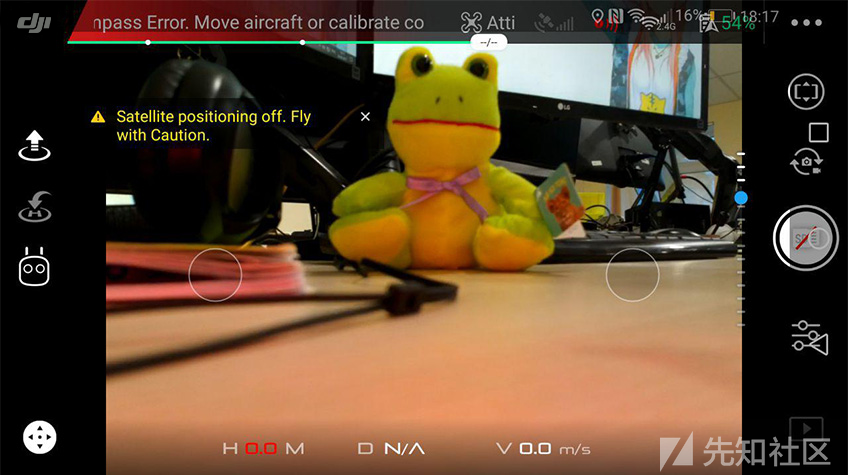 dji
mpass Error. Move aircraft or calibrate co
Atti
2.4G
16%
18:17
54%
--/--
Satellite positioning off. Fly
with Caution.
LG
H 0.0 M
D N/A
V 0.0 m/s
先知社区